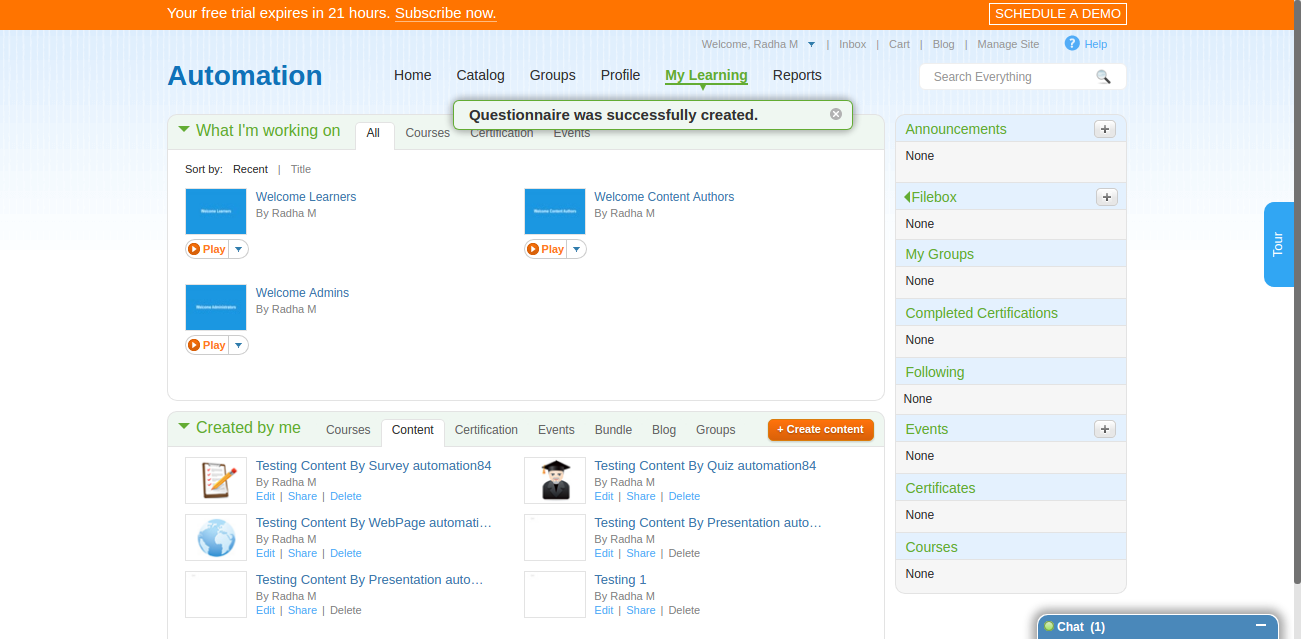 Your free trial expires in 21 hours. Subscribe now.
SCHEDULE A DEMO
Welcome, Radha M | Inbox | Cart | Blog | Manage Site ? Help
Automation
Home Catalog Groups Profile My Learning Reports
Search Everything
Questionnaire was successfully created.
What I'm working on All Courses Certification Events
Sort by: Recent | Title
Welcome Learners
Welcome Learners
By Radha M
Play
Welcome Content Authors
Welcome Content Authors
By Radha M
Play
Welcome Administrators
Welcome Admins
By Radha M
Play
Created by me Courses Content Certification Events Bundle Blog Groups + Create content
Testing Content By Survey automation84
By Radha M
Edit | Share | Delete
Testing Content By Quiz automation84
By Radha M
Edit | Share | Delete
Testing Content By WebPage automati…
By Radha M
Edit | Share | Delete
Testing Content By Presentation auto…
By Radha M
Edit | Share | Delete
Testing Content By Presentation auto…
By Radha M
Edit | Share | Delete
Testing 1
By Radha M
Edit | Share | Delete
Announcements +
None
Filebox +
None
My Groups
None
Completed Certifications
None
Following
None
Events +
None
Certificates
None
Courses
None
Tour
Chat (1)